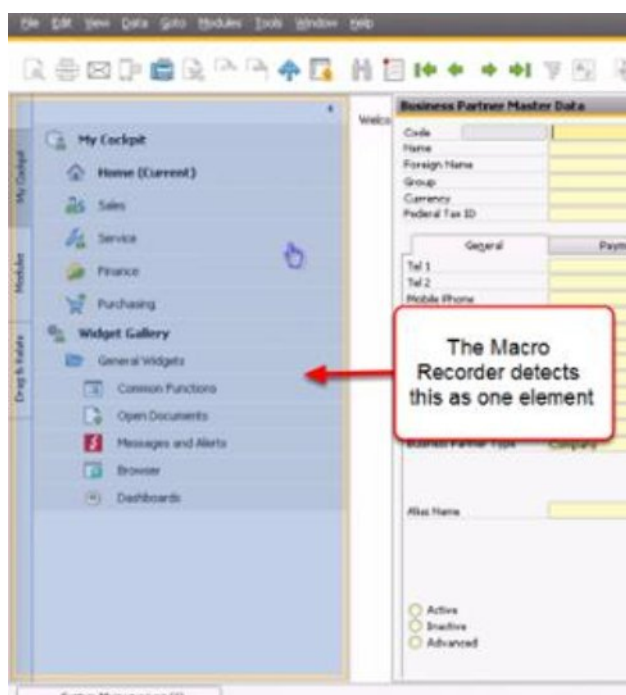 File Edit View Data Goto Modules Tools Window Help
Business Partner Master Data
Welco
My Cockpit
Modules
Drag & Relate
My Cockpit
Home (Current)
Sales
Service
Finance
Purchasing
Widget Gallery
General Widgets
Common Functions
Open Documents
Messages and Alerts
Browser
Dashboards
Code
Name
Foreign Name
Group
Currency
Federal Tax ID
General
Paym
Tel 1
Tel 2
Mobile Phone
The Macro
Recorder detects
this as one element
Business Partner Type Company
Alias Name
Active
Inactive
Advanced